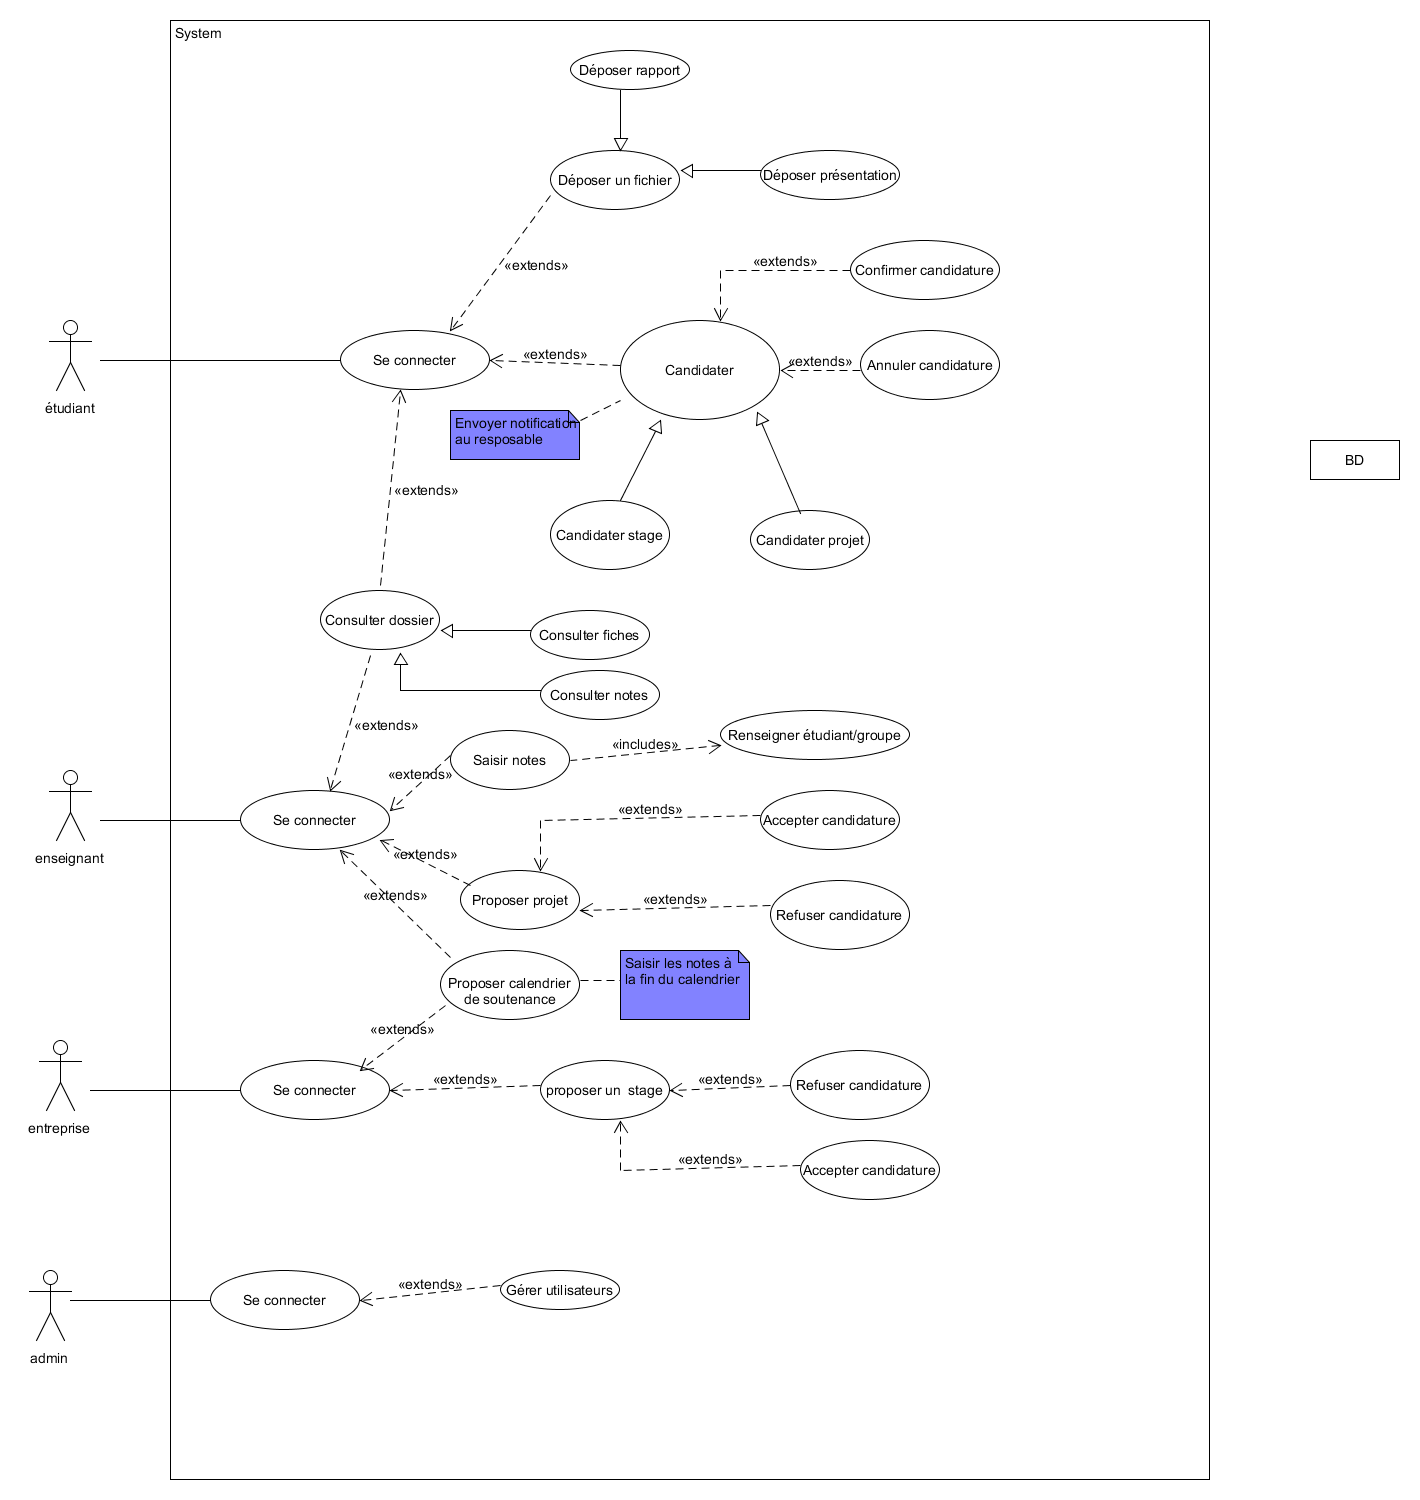 System
Déposer rapport
Déposer un fichier
Déposer présentation
«extends»
«extends»
Confirmer candidature
étudiant
Se connecter
«extends»
Candidater
«extends»
Annuler candidature
Envoyer notification
au resposable
BD
«extends»
Candidater stage
Candidater projet
Consulter dossier
Consulter fiches
Consulter notes
«extends»
«includes»
Renseigner étudiant/groupe
Saisir notes
«extends»
enseignant
Se connecter
«extends»
Accepter candidature
«extends»
«extends»
Proposer projet
«extends»
Refuser candidature
Proposer calendrier
de soutenance
Saisir les notes à
la fin du calendrier
«extends»
entreprise
Se connecter
«extends»
proposer un  stage
«extends»
Refuser candidature
«extends»
Accepter candidature
admin
Se connecter
«extends»
Gérer utilisateurs